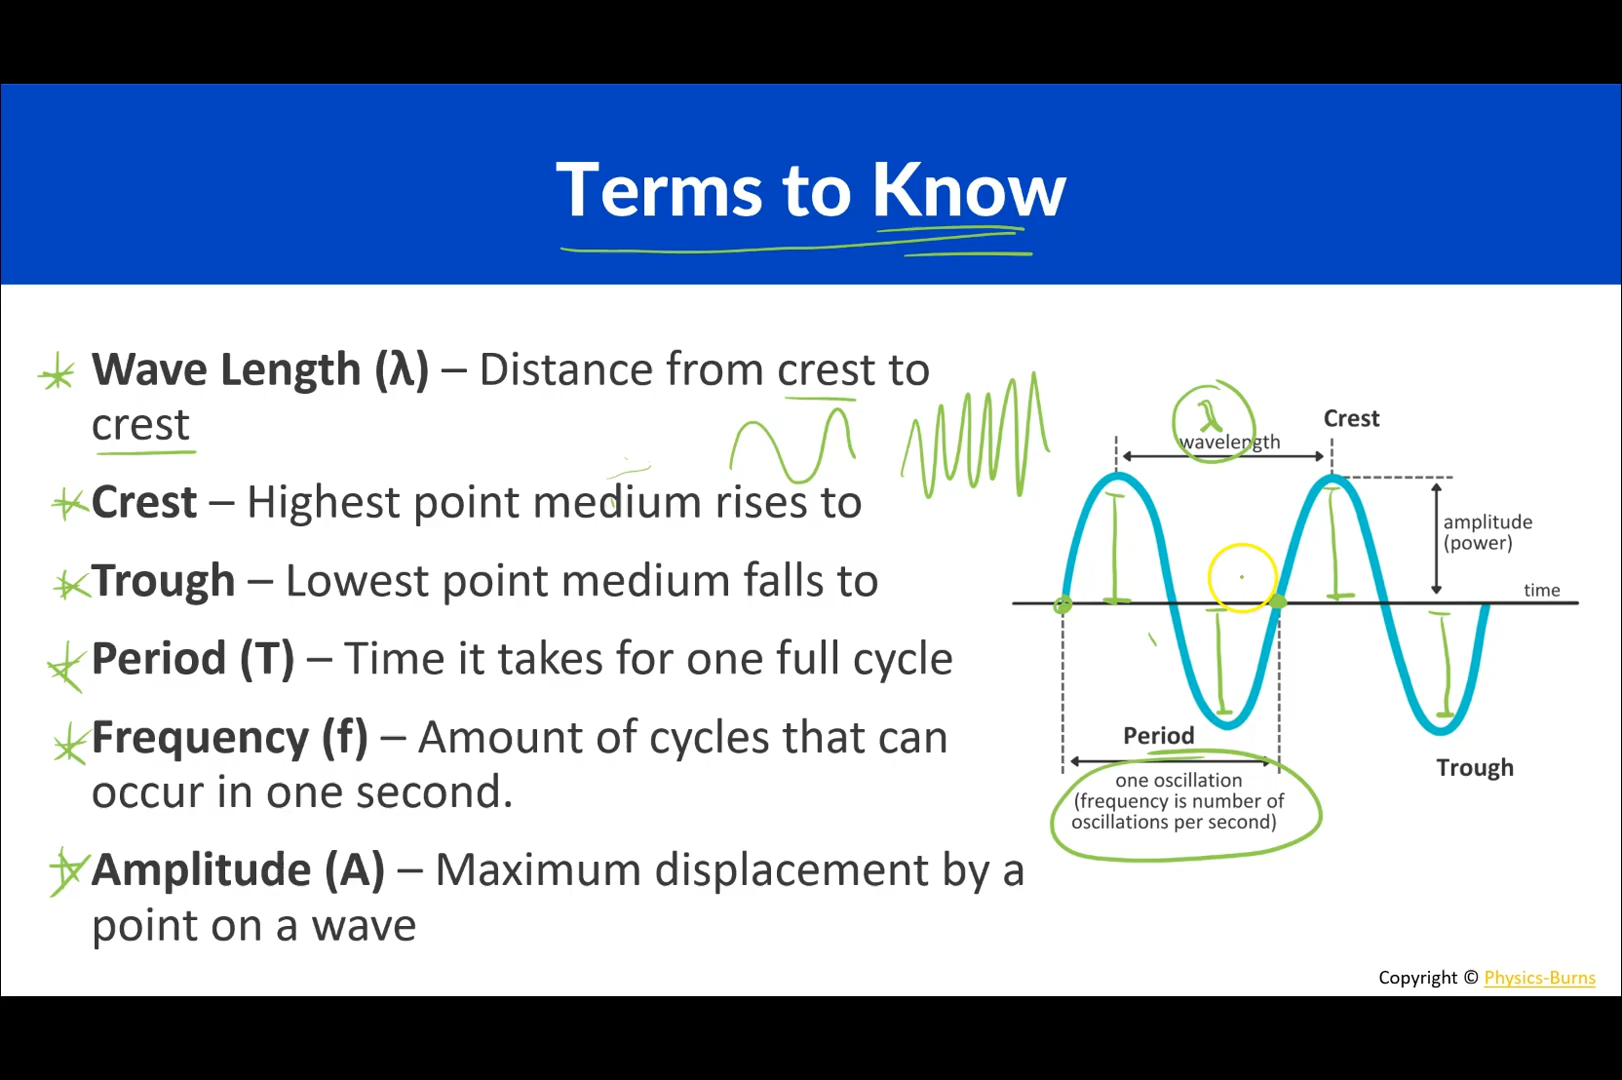 Terms to Know
Wave Length (λ) – Distance from crest to
crest
Crest – Highest point medium rises to
Trough – Lowest point medium falls to
Period (T) – Time it takes for one full cycle
Frequency (f) – Amount of cycles that can
occur in one second.
Amplitude (A) – Maximum displacement by a
point on a wave
λ
wavelength
Crest
amplitude
(power)
time
Period
one oscillation
(frequency is number of
oscillations per second)
Trough
Copyright © Physics-Burns